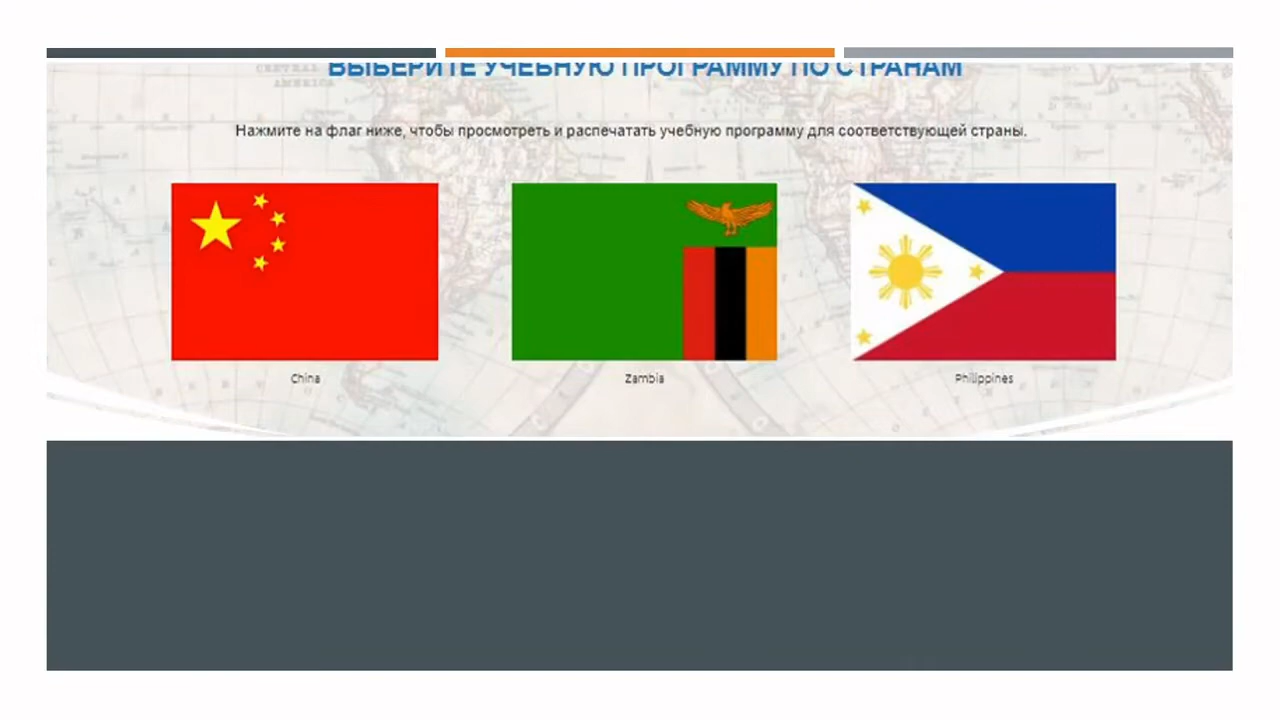 ВЫБЕРИТЕ УЧЕБНУЮ ПРОГРАММУ ПО СТРАНАМ
Нажмите на флаг ниже, чтобы просмотреть и распечатать учебную программу для соответствующей страны.
China
Zambia
Philippines